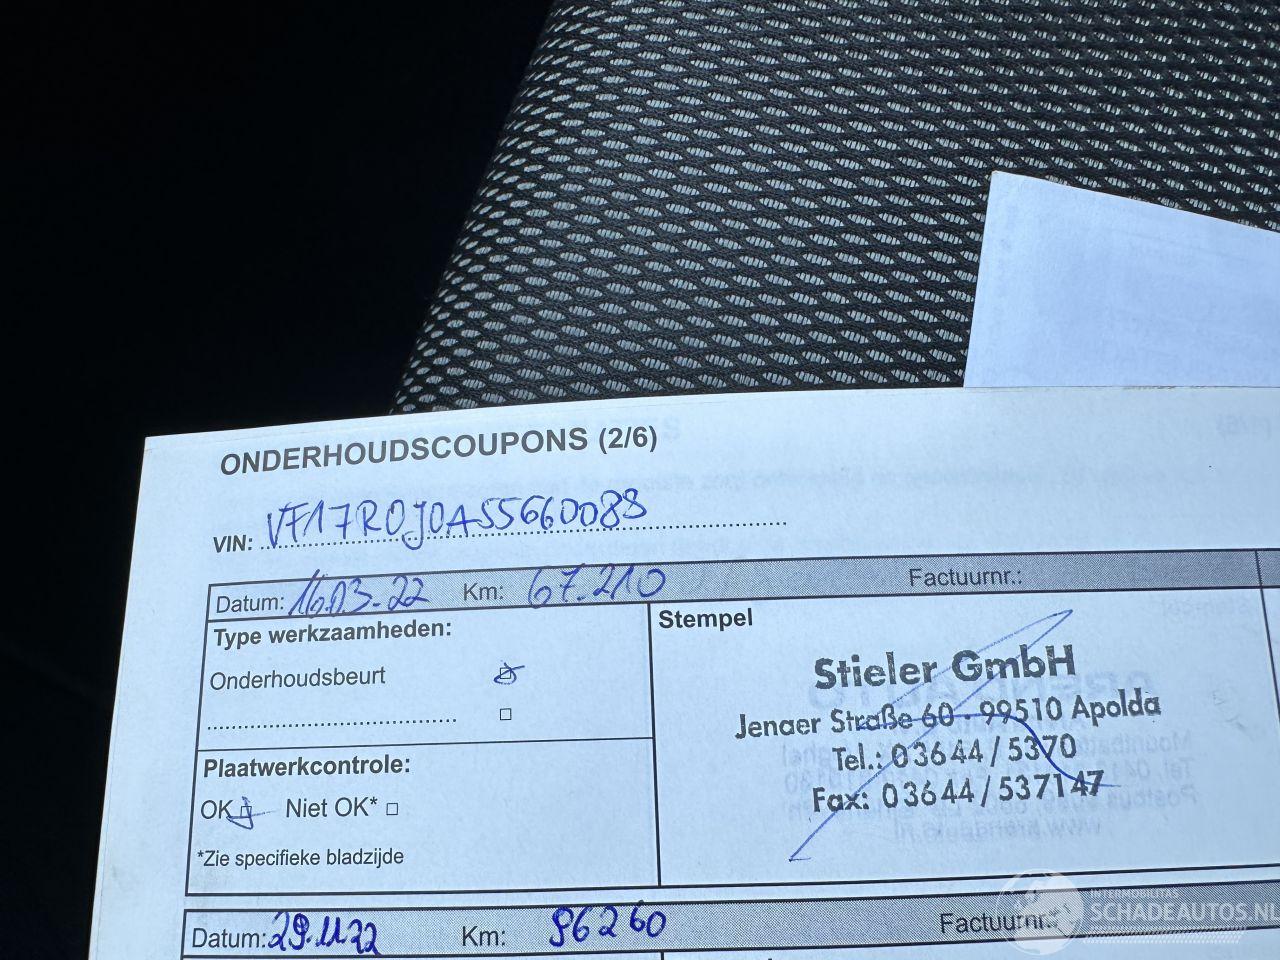 ONDERHOUDSCOUPONS (2/6)
VIN: VF17R0J0A55660088
Datum: 16.03.22 Km: 67.210 Factuurnr.:
Type werkzaamheden:
Stempel
Onderhoudsbeurt
Stieler GmbH
Jenaer Straße 60 · 99510 Apolda
Tel.: 03644/5370
Fax: 03644/537147
Plaatwerkcontrole:
OK Niet OK*
*Zie specifieke bladzijde
Datum: 29.11.22 Km: 96260 Factuurnr.:
INTERMOBILITAS
SCHADEAUTOS.NL